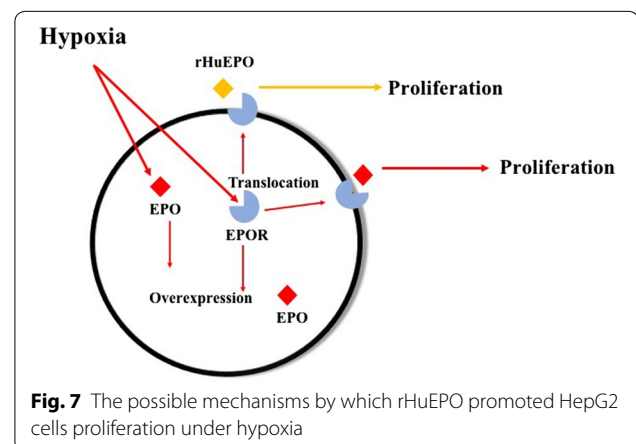 Hypoxia
rHuEPO
Proliferation
Proliferation
Translocation
EPO
EPOR
Overexpression
EPO
Fig. 7 The possible mechanisms by which rHuEPO promoted HepG2
cells proliferation under hypoxia